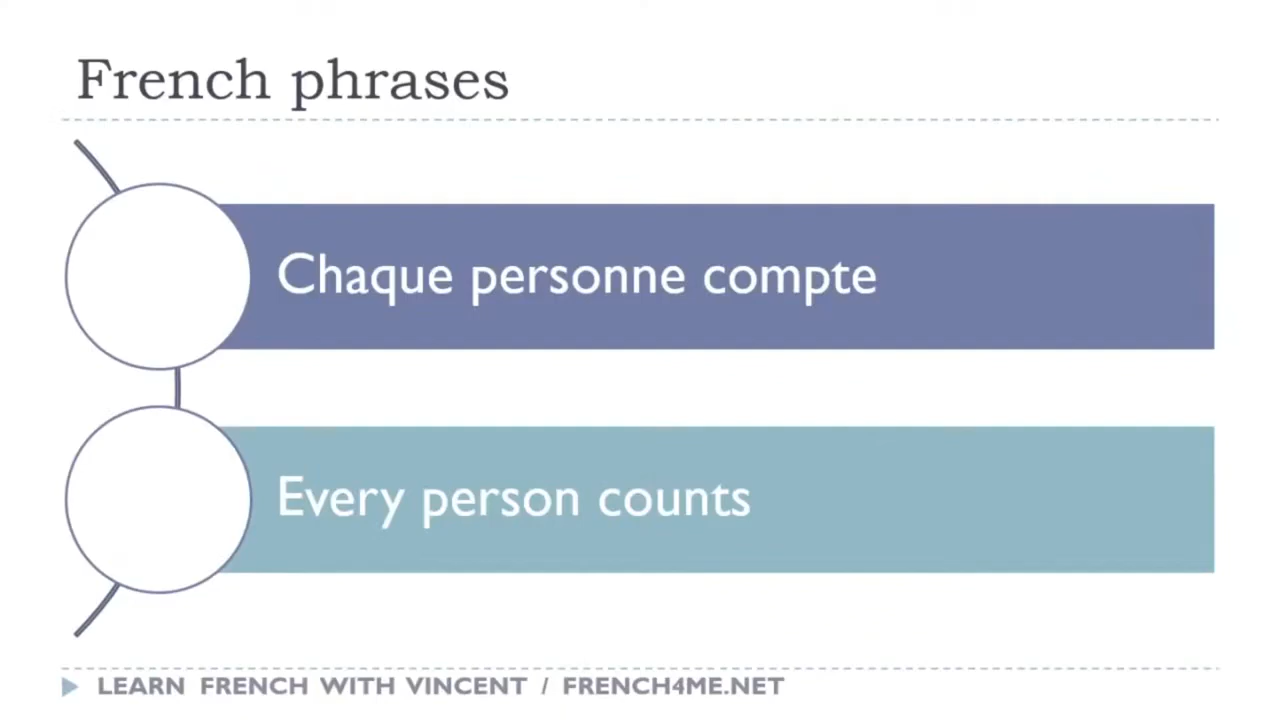 French phrases
Chaque personne compte
Every person counts
LEARN FRENCH WITH VINCENT / FRENCH4ME.NET